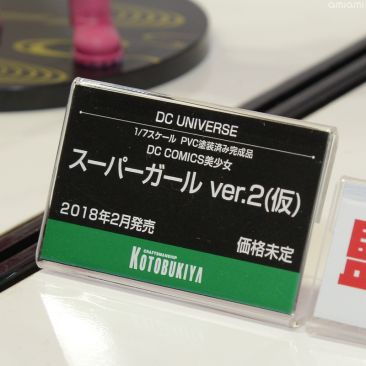 amiami
DC UNIVERSE
1/7スケール PVC塗装済み完成品
DC COMICS美少女
スーパーガール ver.2(仮)
2018年2月発売
価格未定
CRAFTSMANSHIP
KOTOBUKIYA